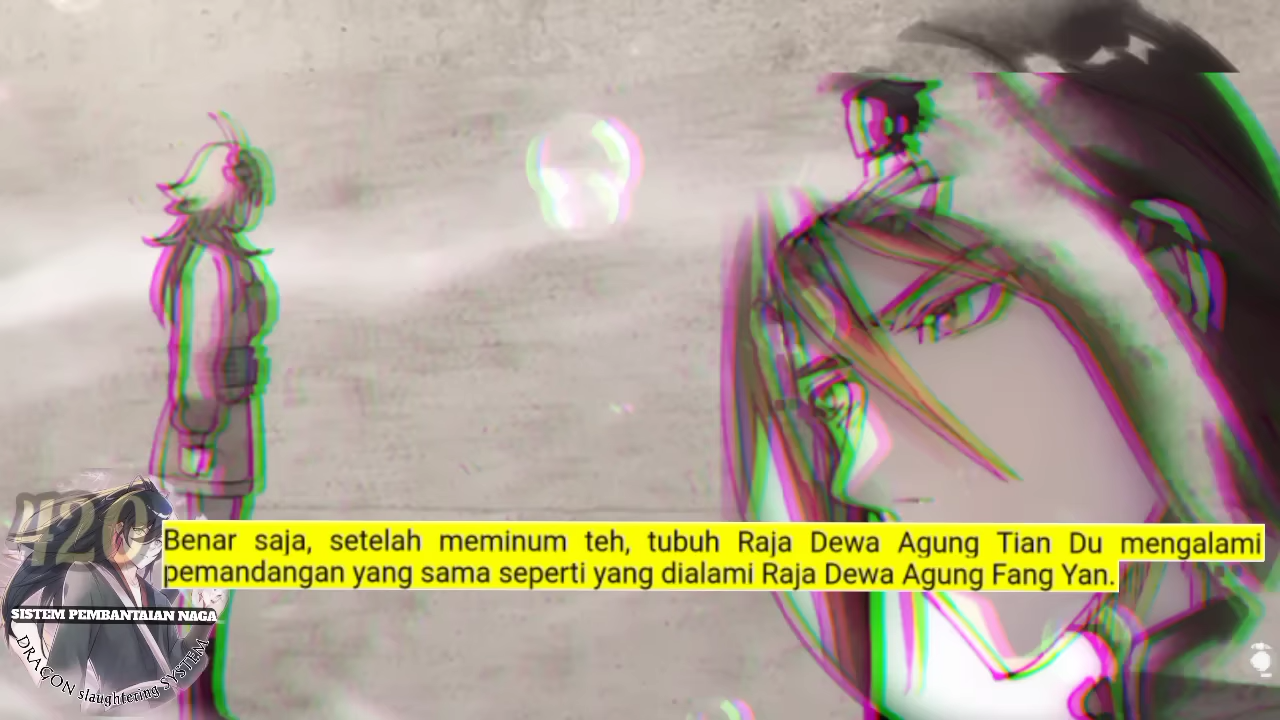 420
Benar saja, setelah meminum teh, tubuh Raja Dewa Agung Tian Du mengalami
pemandangan yang sama seperti yang dialami Raja Dewa Agung Fang Yan.
SISTEM PEMBANTAIAN NAGA
DRAGON slaughtering SYSTEM